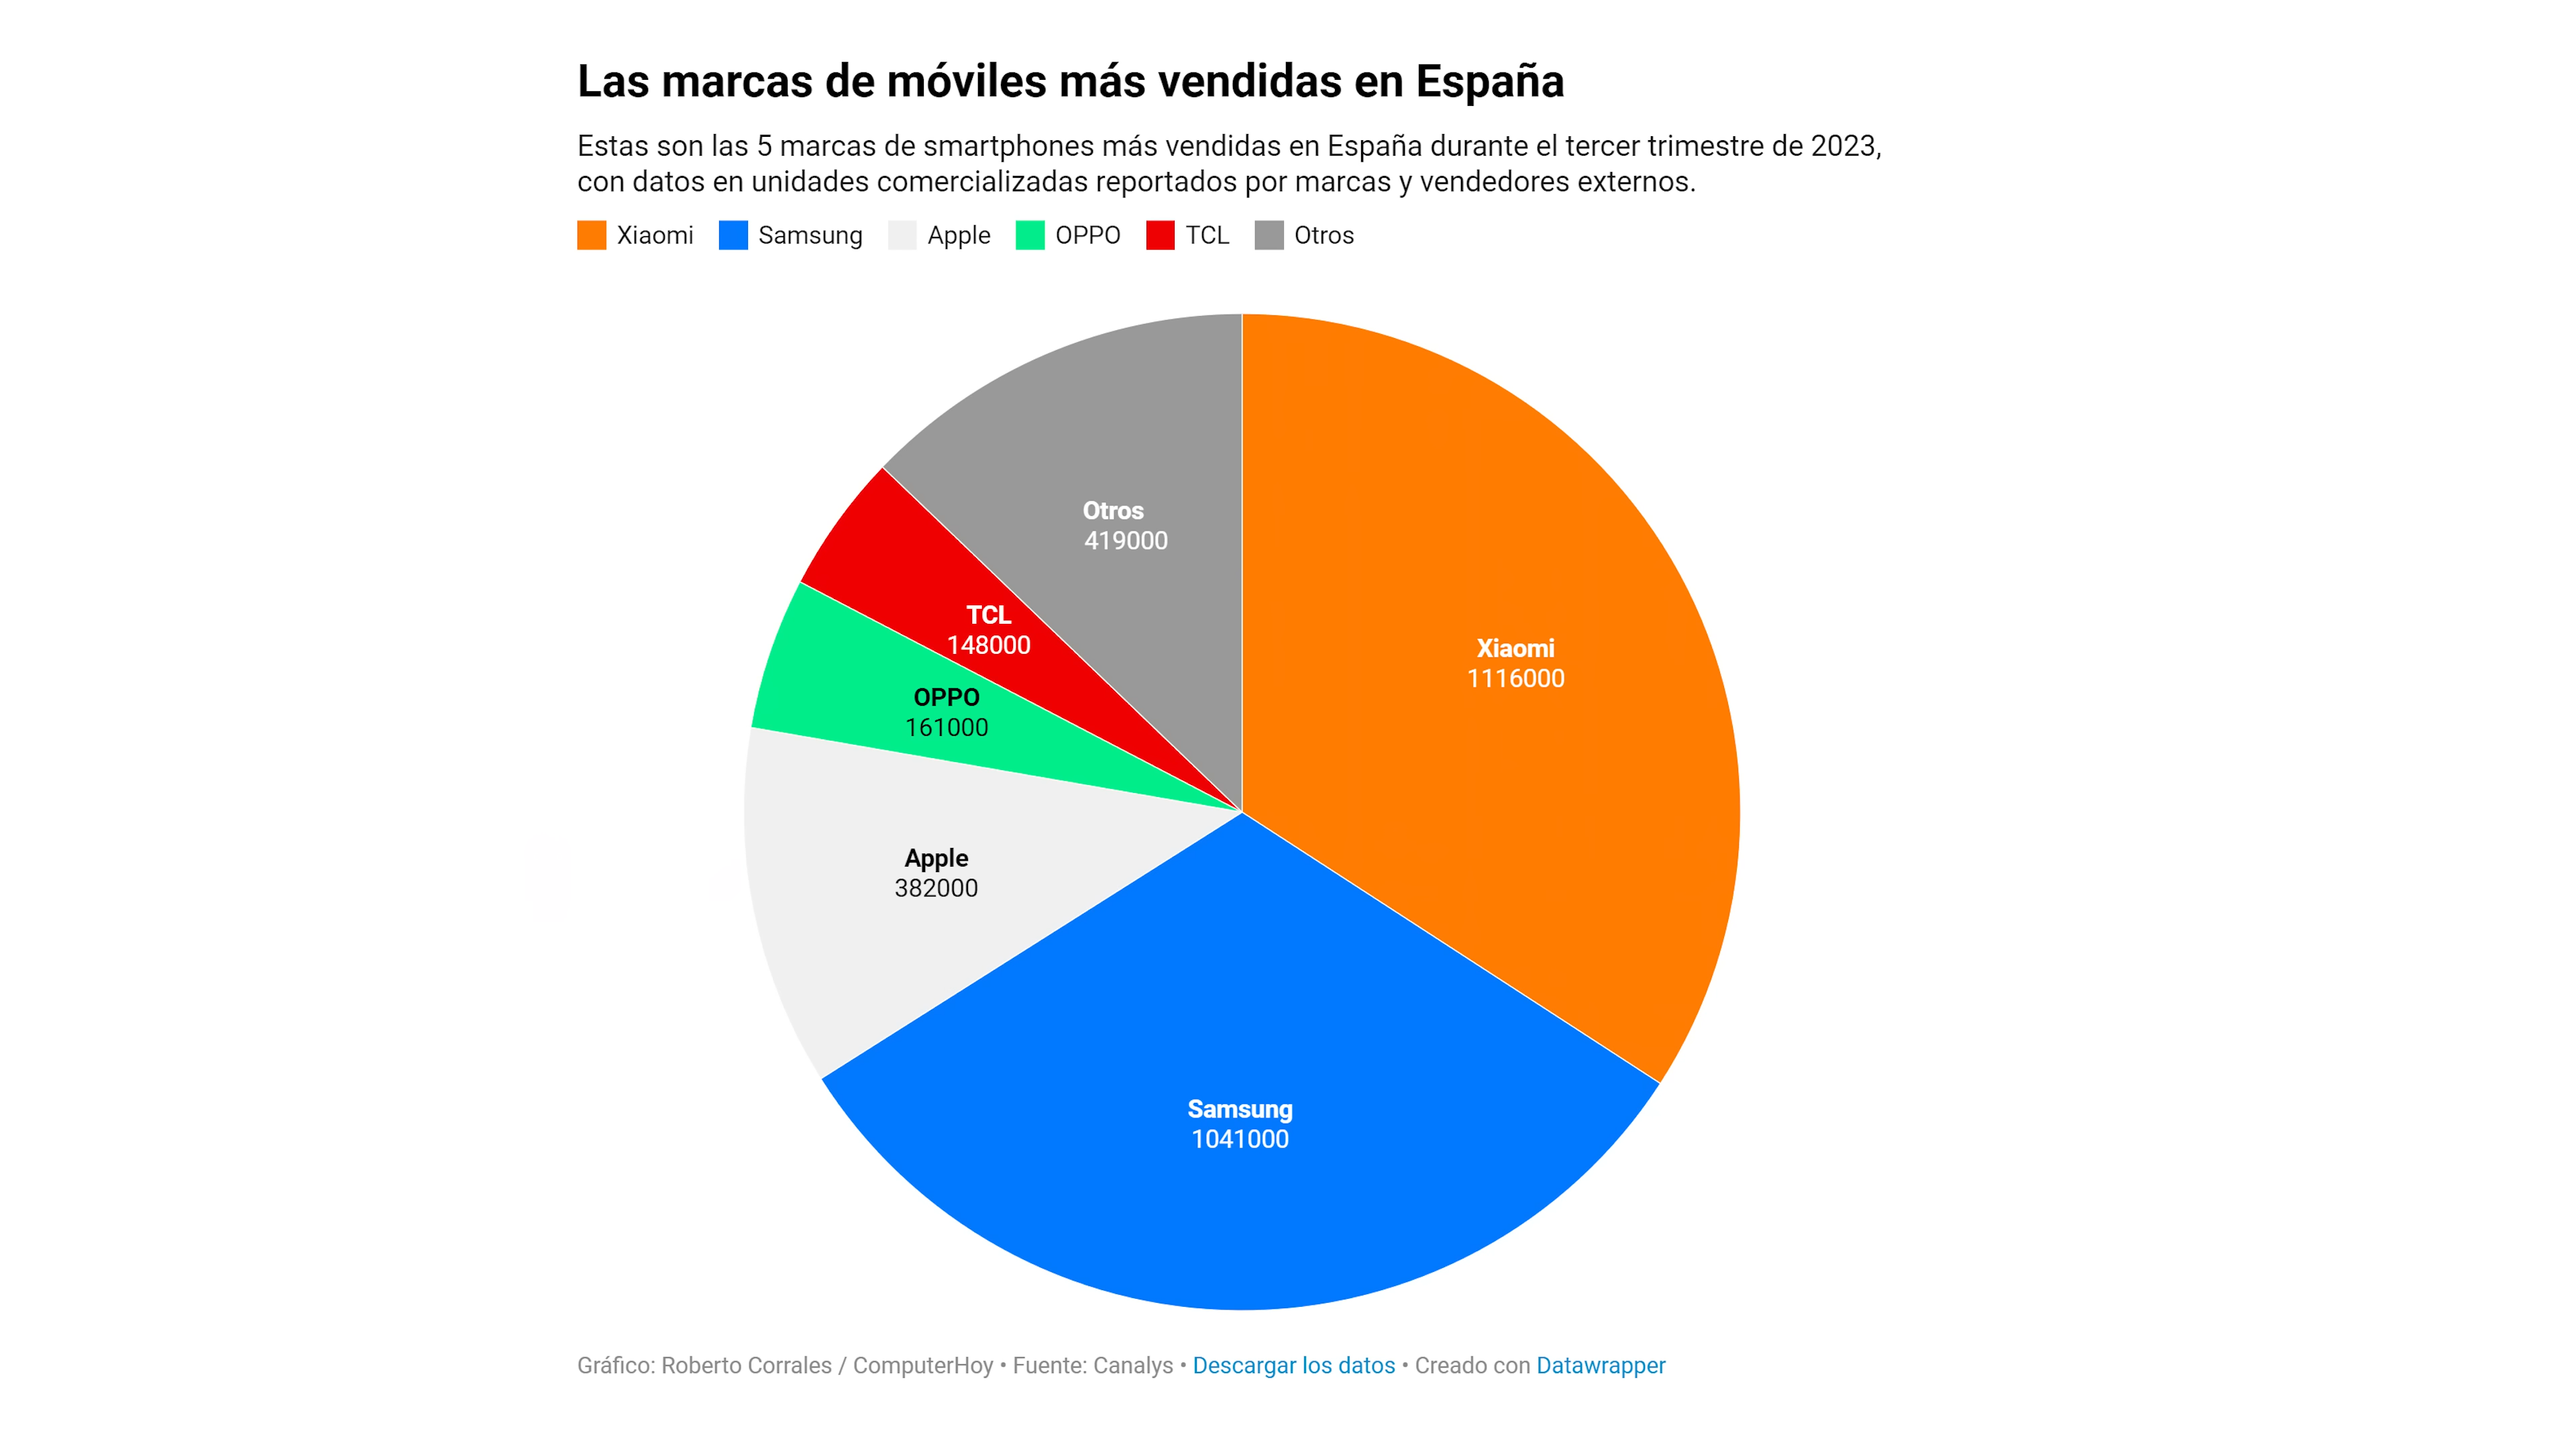 Las marcas de móviles más vendidas en España
Estas son las 5 marcas de smartphones más vendidas en España durante el tercer trimestre de 2023,
con datos en unidades comercializadas reportados por marcas y vendedores externos.
Xiaomi Samsung Apple OPPO TCL Otros
Otros
419000
TCL
148000
Xiaomi
1116000
OPPO
161000
Apple
382000
Samsung
1041000
Gráfico: Roberto Corrales / ComputerHoy • Fuente: Canalys • Descargar los datos • Creado con Datawrapper